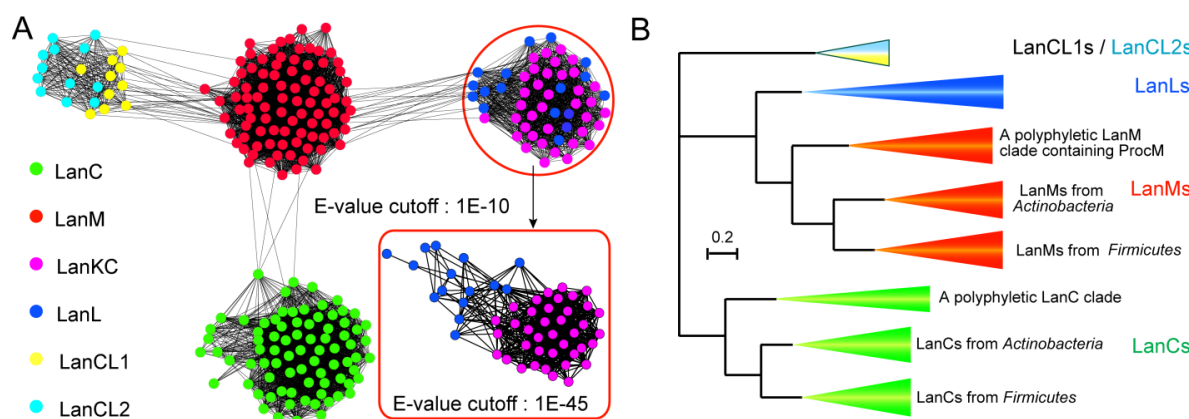 A
LanC
LanM
LanKC
LanL
LanCL1
LanCL2
E-value cutoff : 1E-10
E-value cutoff : 1E-45
B
LanCL1s / LanCL2s
LanLs
A polyphyletic LanM
clade containing ProcM
LanMs from
Actinobacteria
LanMs
LanMs from Firmicutes
0.2
A polyphyletic LanC clade
LanCs from Actinobacteria
LanCs
LanCs from Firmicutes